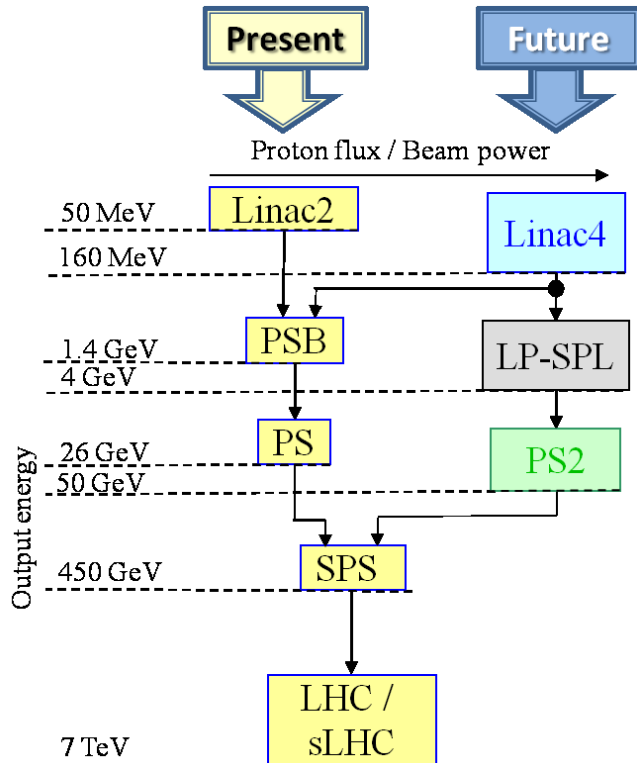 Present
Future
Proton flux / Beam power
50 MeV
Linac2
Linac4
160 MeV
PSB
LP-SPL
1.4 GeV
4 GeV
PS
PS2
26 GeV
50 GeV
Output energy
SPS
450 GeV
LHC /
sLHC
7 TeV